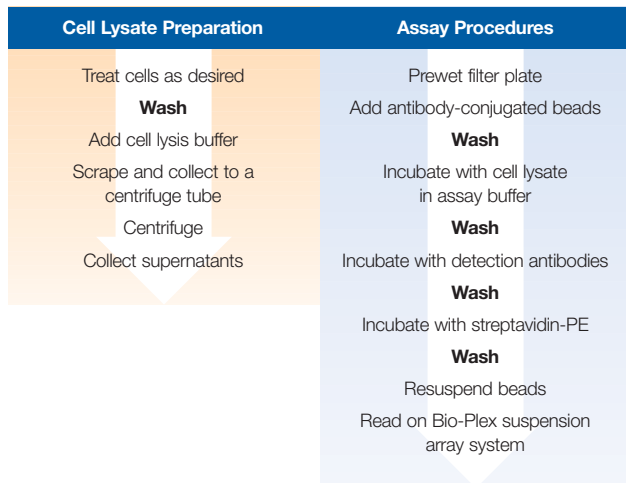 Cell Lysate Preparation
Treat cells as desired
Wash
Add cell lysis buffer
Scrape and collect to a
centrifuge tube
Centrifuge
Collect supernatants
Assay Procedures
Prewet filter plate
Add antibody-conjugated beads
Wash
Incubate with cell lysate
in assay buffer
Wash
Incubate with detection antibodies
Wash
Incubate with streptavidin-PE
Wash
Resuspend beads
Read on Bio-Plex suspension
array system